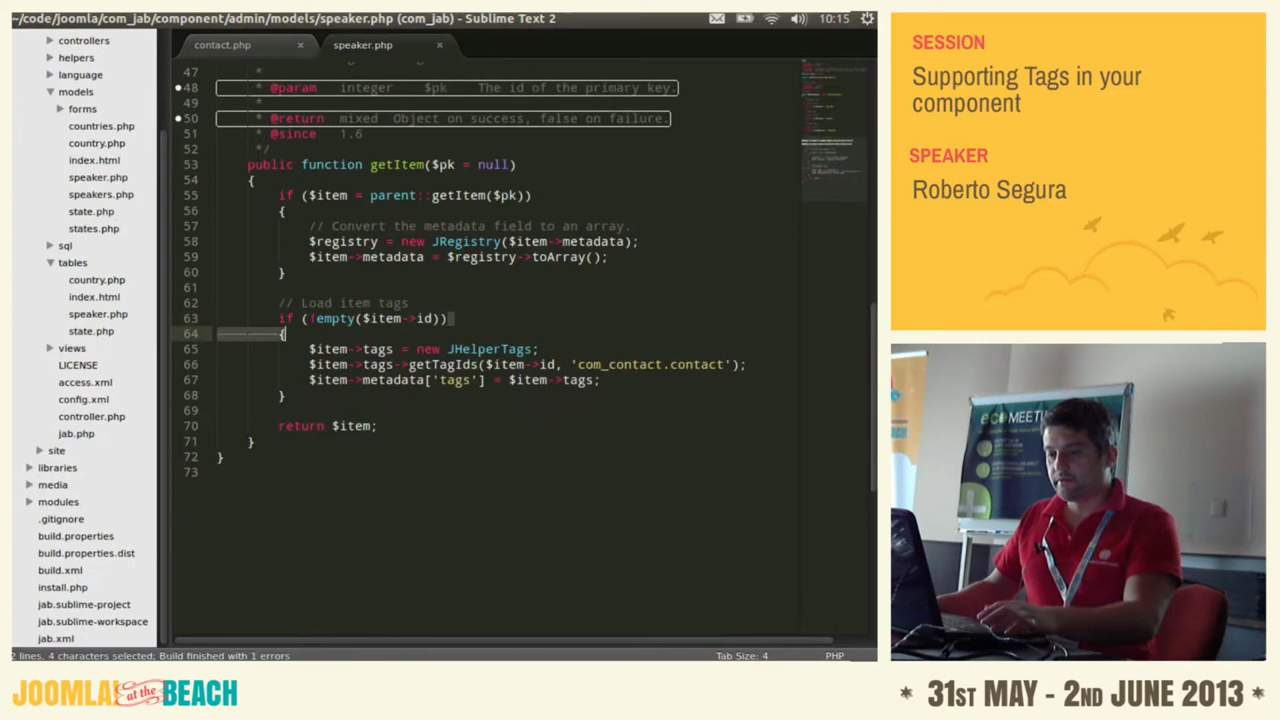 ~/code/joomla/com_jab/component/admin/models/speaker.php (com_jab) - Sublime Text 2
10:15
controllers
helpers
language
models
forms
countries.php
country.php
index.html
speaker.php
speakers.php
state.php
states.php
sql
tables
country.php
index.html
speaker.php
state.php
views
LICENSE
access.xml
config.xml
controller.php
jab.php
site
libraries
media
modules
.gitignore
build.properties
build.properties.dist
build.xml
install.php
jab.sublime-project
jab.sublime-workspace
jab.xml
contact.php
speaker.php
47 *
48 * @param integer $pk The id of the primary key.
49 *
50 * @return mixed Object on success, false on failure.
51 * @since 1.6
52 */
53 public function getItem($pk = null)
54 {
55 if ($item = parent::getItem($pk))
56 {
57 // Convert the metadata field to an array.
58 $registry = new JRegistry($item->metadata);
59 $item->metadata = $registry->toArray();
60 }
61
62 // Load item tags
63 if (!empty($item->id))
64 {
65 $item->tags = new JHelperTags;
66 $item->tags->getTagIds($item->id, 'com_contact.contact');
67 $item->metadata['tags'] = $item->tags;
68 }
69
70 return $item;
71 }
72 }
73
2 lines, 4 characters selected; Build finished with 1 errors
Tab Size: 4
PHP
SESSION
Supporting Tags in your
component
SPEAKER
Roberto Segura
JOOMLA! at the BEACH
* 31ST MAY - 2ND JUNE 2013 *